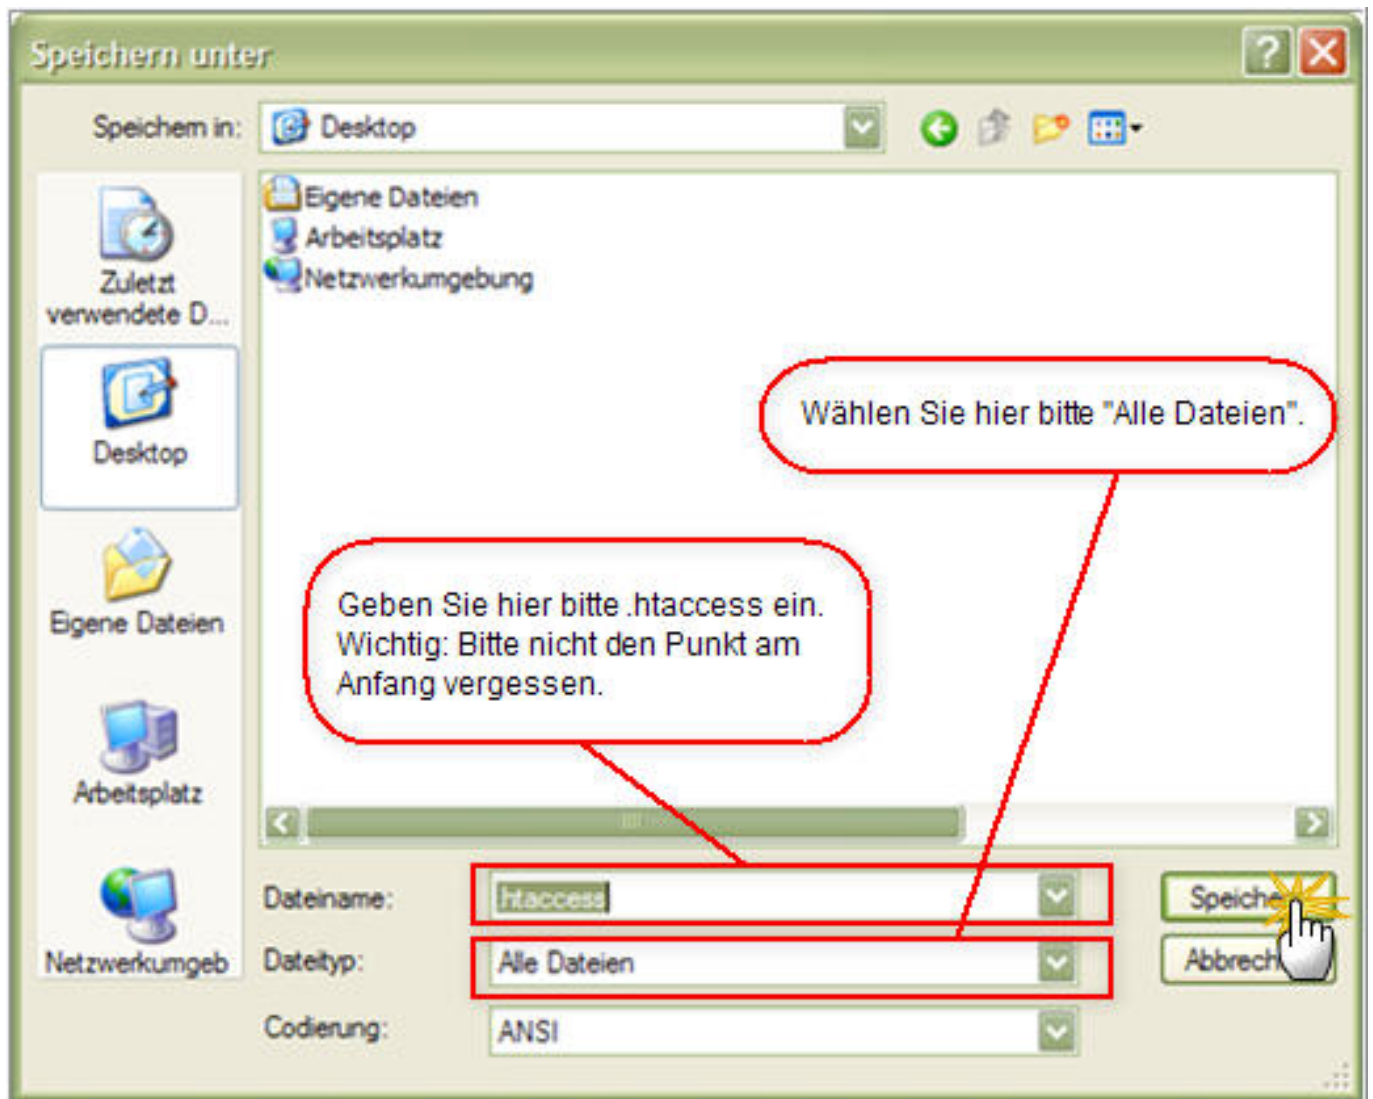 Speichern unter
Speichern in:
Desktop
Eigene Dateien
Arbeitsplatz
Netzwerkumgebung
Zuletzt
verwendete D...
Desktop
Eigene Dateien
Arbeitsplatz
Netzwerkumgeb
Wählen Sie hier bitte "Alle Dateien".
Geben Sie hier bitte .htaccess ein.
Wichtig: Bitte nicht den Punkt am
Anfang vergessen.
Dateiname:
.htaccess
Speiche
Dateityp:
Alle Dateien
Abbrech
Codierung:
ANSI